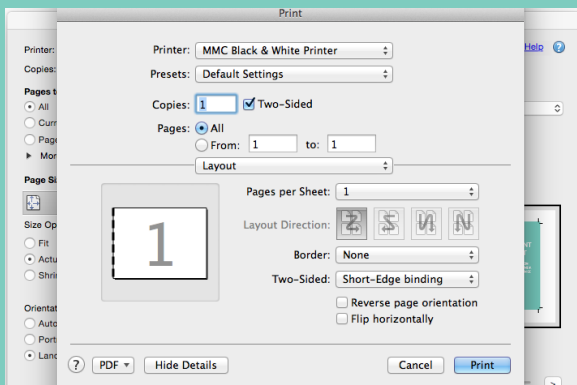 Print
Printer: MMC Black & White Printer
Presets: Default Settings
Copies: 1 Two-Sided
Pages: All
From: 1 to: 1
Layout
1
Pages per Sheet: 1
Layout Direction:
Border: None
Two-Sided: Short-Edge binding
Reverse page orientation
Flip horizontally
? PDF Hide Details Cancel Print
Printer:
Help ?
Copies:
Pages to
All
Curr
Page
Mor
Page Si
Size Op
Fit
Actu
Shri
Orientat
Auto
Port
Land
>